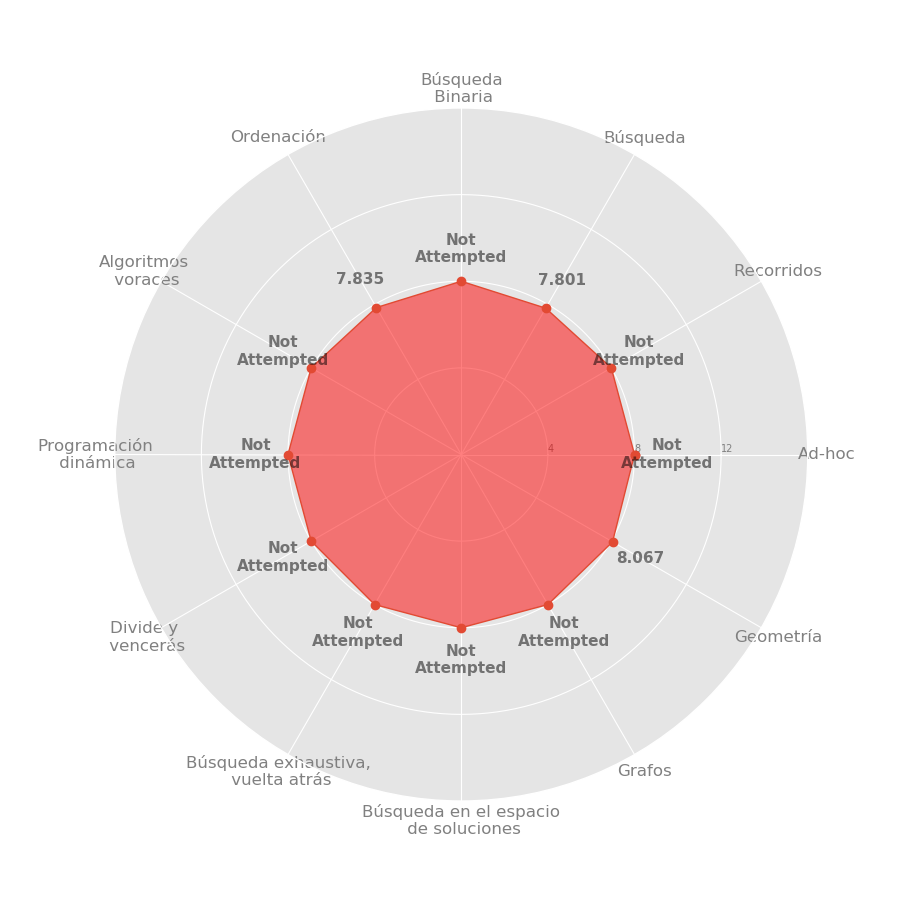 Búsqueda
Binaria
Ordenación
Búsqueda
Not
Attempted
Algoritmos
voraces
7.835
7.801
Recorridos
Not
Attempted
Not
Attempted
Programación
dinámica
Not
Attempted
4
8
12
Not
Attempted
Ad-hoc
Not
Attempted
8.067
Divide y
vencerás
Not
Attempted
Not
Attempted
Not
Attempted
Geometría
Búsqueda exhaustiva,
vuelta atrás
Grafos
Búsqueda en el espacio
de soluciones